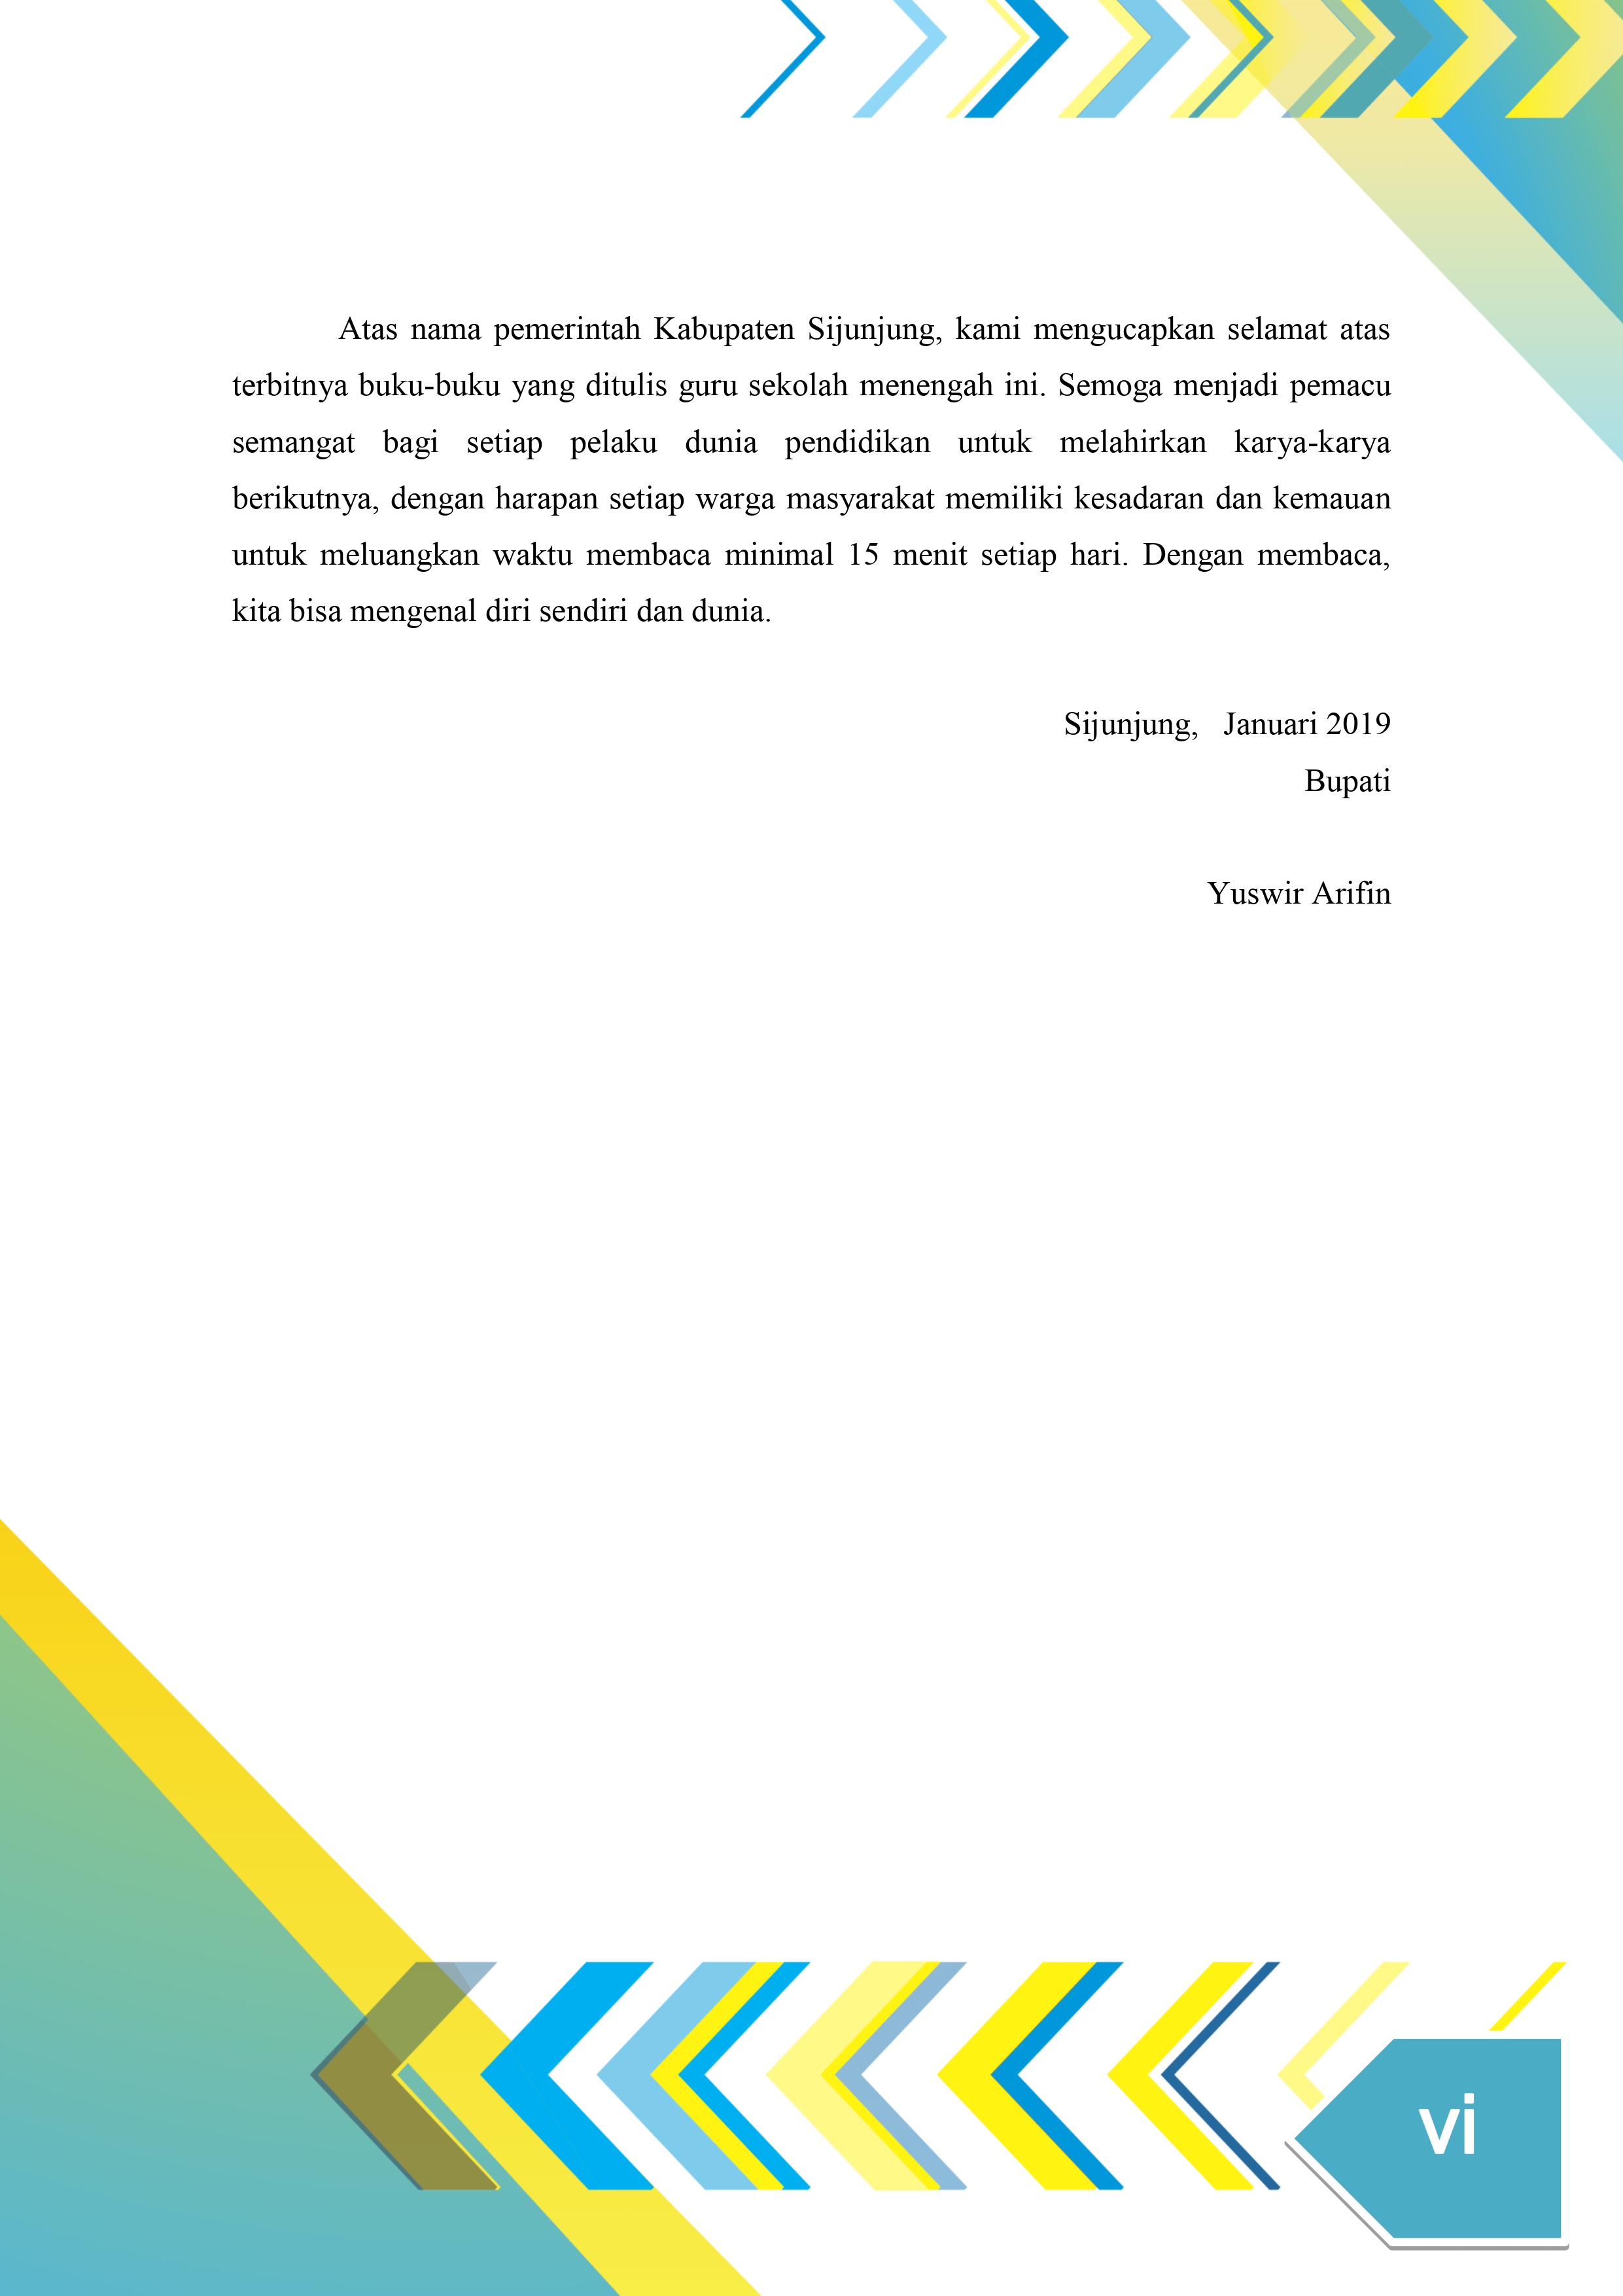 Atas nama pemerintah Kabupaten Sijunjung, kami mengucapkan selamat atas
terbitnya buku-buku yang ditulis guru sekolah menengah ini. Semoga menjadi pemacu
semangat bagi setiap pelaku dunia pendidikan untuk melahirkan karya-karya
berikutnya, dengan harapan setiap warga masyarakat memiliki kesadaran dan kemauan
untuk meluangkan waktu membaca minimal 15 menit setiap hari. Dengan membaca,
kita bisa mengenal diri sendiri dan dunia.
Sijunjung,   Januari 2019
Bupati
Yuswir Arifin
vi